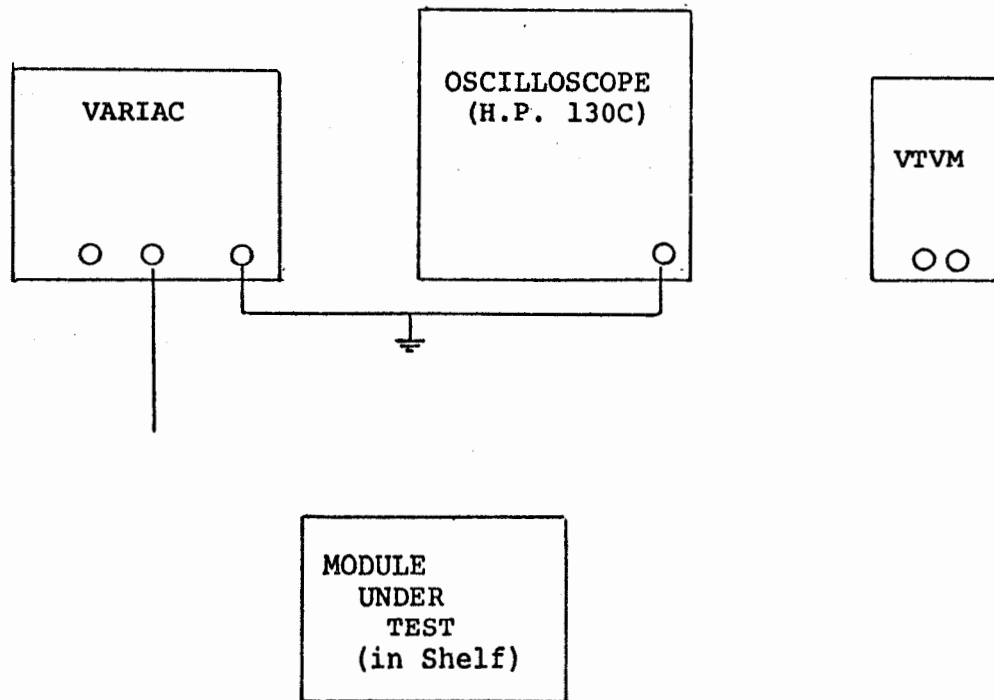 VARIAC
OSCILLOSCOPE
(H.P. 130C)
VTVM
MODULE
UNDER
TEST
(in Shelf)